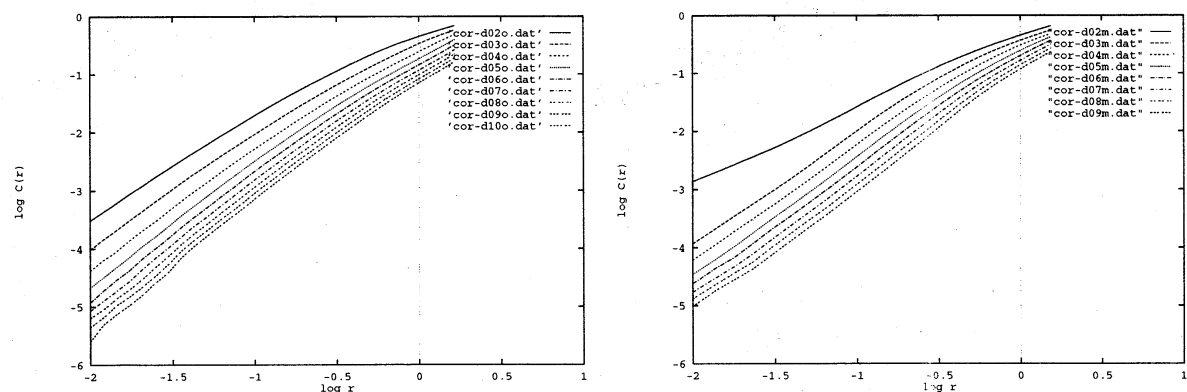 0
-1
-2
-3
-4
-5
-6
log C(r)
-2
-1.5
-1
-0.5
0
0.5
1
log r
'cor-d02o.dat'
'cor-d03o.dat'
'cor-d04o.dat'
'cor-d05o.dat'
'cor-d06o.dat'
'cor-d07o.dat'
'cor-d08o.dat'
'cor-d09o.dat'
'cor-d10o.dat'
0
-1
-2
-3
-4
-5
-6
log C(r)
-2
-1.5
-1
-0.5
0
0.5
1
log r
"cor-d02m.dat"
"cor-d03m.dat"
"cor-d04m.dat"
"cor-d05m.dat"
"cor-d06m.dat"
"cor-d07m.dat"
"cor-d08m.dat"
"cor-d09m.dat"